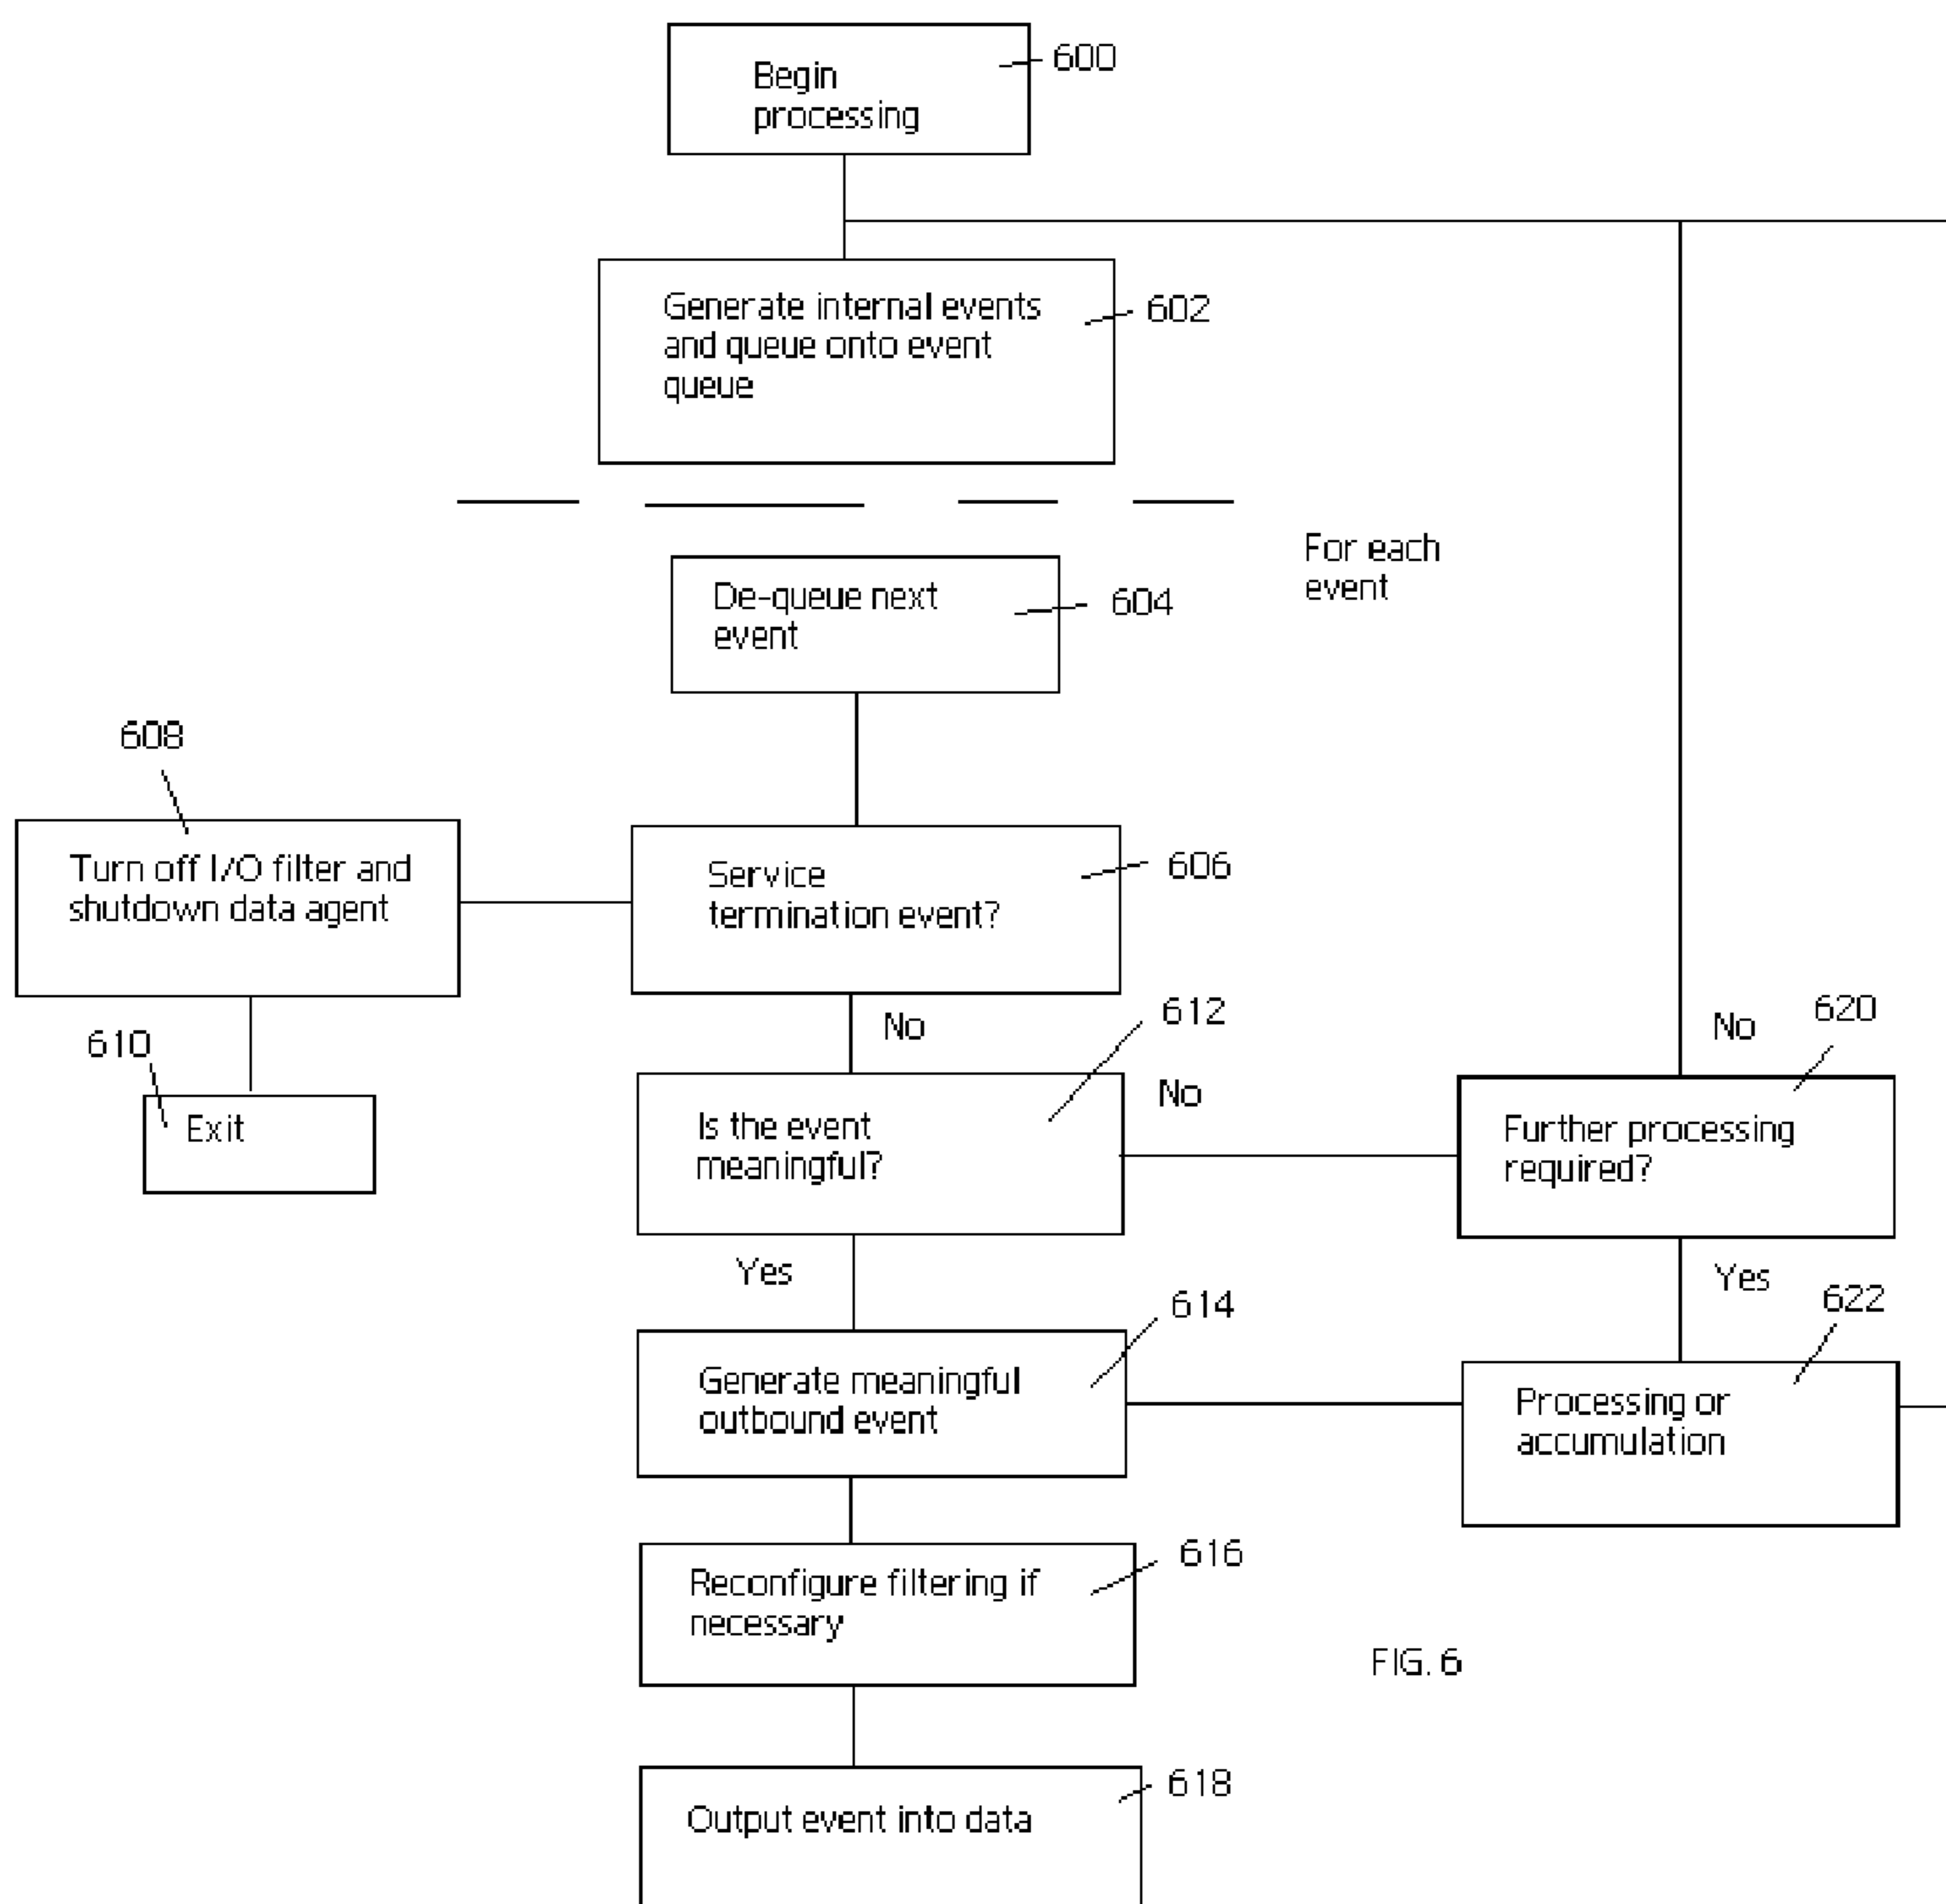 Begin
processing
600
Generate internal events
and queue onto event
queue
602
For each
event
De-queue next
event
604
608
Turn off I/O filter and
shutdown data agent
Service
termination event?
606
610
Exit
No
612
No
No
620
Is the event
meaningful?
Further processing
required?
Yes
Yes
614
622
Generate meaningful
outbound event
Processing or
accumulation
616
Reconfigure filtering if
necessary
FIG. 6
618
Output event into data